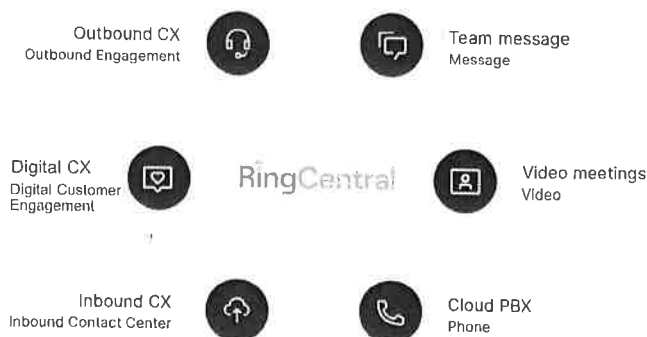 Outbound CX
Outbound Engagement
Team message
Message
Digital CX
Digital Customer
Engagement
RingCentral
Video meetings
Video
Inbound CX
Inbound Contact Center
Cloud PBX
Phone